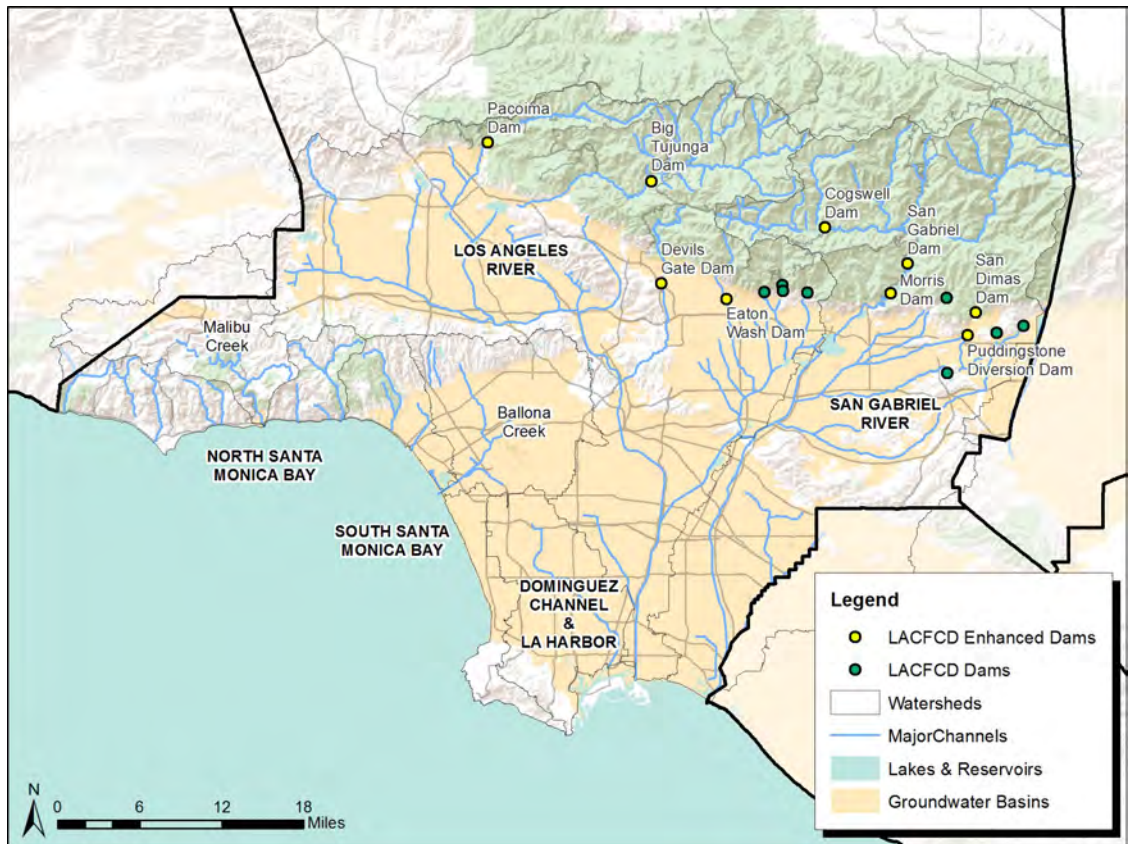 Pacoima
Dam
Big
Tujunga
Dam
Cogswell
Dam
San
Gabriel
Dam
LOS ANGELES
RIVER
Devils
Gate Dam
San
Dimas
Dam
Morris
Dam
Eaton
Wash Dam
Malibu
Creek
Puddingstone
Diversion Dam
SAN GABRIEL
RIVER
Ballona
Creek
NORTH SANTA
MONICA BAY
SOUTH SANTA
MONICA BAY
DOMINGUEZ
CHANNEL
&
LA HARBOR
Legend
LACFCD Enhanced Dams
LACFCD Dams
Watersheds
MajorChannels
Lakes & Reservoirs
Groundwater Basins
N
0 6 12 18
Miles